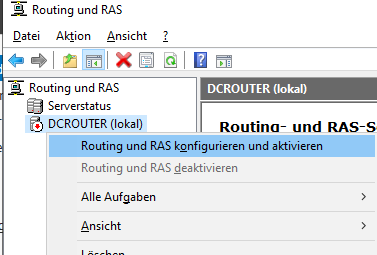 Routing und RAS
Datei Aktion Ansicht ?
Routing und RAS
Serverstatus
DCROUTER (lokal)
DCROUTER (lokal)
Routing- und RAS-S
Routing und RAS konfigurieren und aktivieren
Routing und RAS deaktivieren
Alle Aufgaben
Ansicht
Löschen